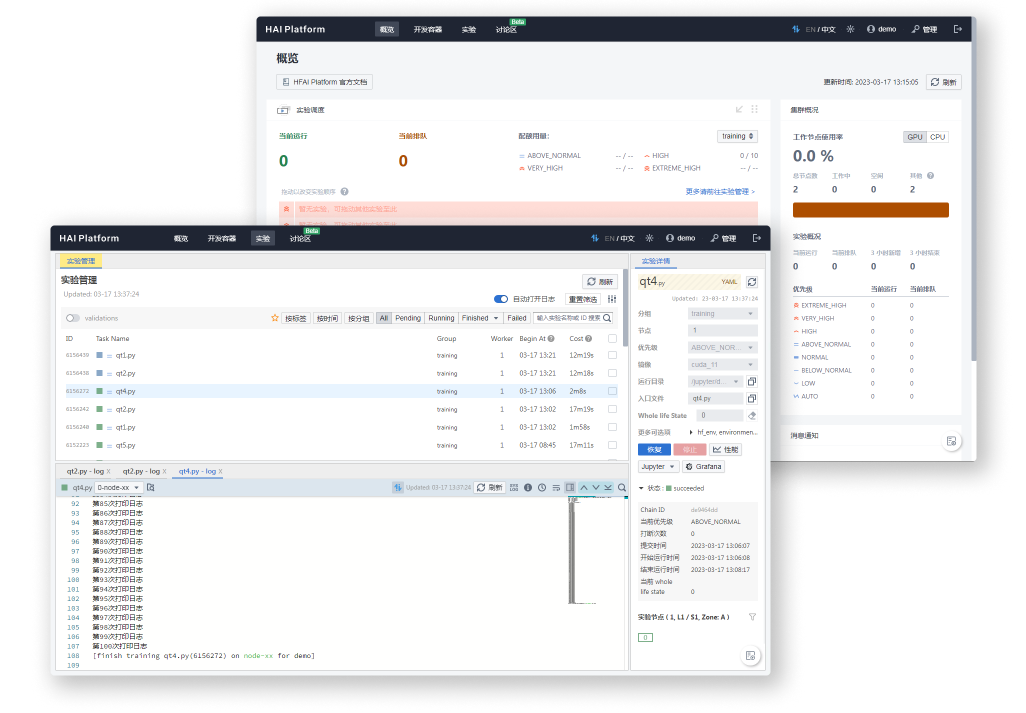 HAI Platform 概览 开发容器 实验 讨论区 Beta EN / 中文 demo 管理
概览
HFAI Platform 官方文档 更新时间: 2023-03-17 13:15:05 刷新
实验调度
当前运行 当前排队 配额用量: training
0 0
ABOVE_NORMAL -- / -- HIGH 0 / 10
VERY_HIGH -- / -- EXTREME_HIGH -- / --
拖动以改变实验顺序 更多请前往实验管理 >
暂无实验，可拖动其他实验至此
集群概况
工作节点使用率 GPU CPU
0.0 %
总节点数 工作中 空闲 其他
2 0 0 2
实验概况
当前运行 当前排队 3 小时新增 3 小时结束
0 0 0 0
优先级 当前运行 当前排队
EXTREME_HIGH 0 0
VERY_HIGH 0 0
HIGH 0 0
ABOVE_NORMAL 0 0
NORMAL 0 0
BELOW_NORMAL 0 0
LOW 0 0
AUTO 0 0
消息通知
HAI Platform 概览 开发容器 实验 讨论区 Beta EN / 中文 demo 管理
实验管理
实验管理 刷新
Updated: 03-17 13:37:24
自动打开日志 重置筛选
validations 按标签 按时间 按分组 All Pending Running Finished Failed 输入实验名称或 ID 搜索
ID Task Name Group Worker Begin At Cost
6156439 qt1.py training 1 03-17 13:21 12m19s
6156438 qt2.py training 1 03-17 13:21 12m18s
6156272 qt4.py training 1 03-17 13:06 2m8s
6156242 qt2.py training 1 03-17 13:02 17m19s
6156240 qt1.py training 1 03-17 13:02 1m58s
6152223 qt5.py training 1 03-17 08:45 17m11s
qt2.py - log X qt2.py - log X qt4.py - log X
qt4.py 0-node-xx Updated: 03-17 13:37:24 刷新
92 第85次打印日志
93 第86次打印日志
94 第87次打印日志
95 第88次打印日志
96 第89次打印日志
97 第90次打印日志
98 第91次打印日志
99 第92次打印日志
100 第93次打印日志
101 第94次打印日志
102 第95次打印日志
103 第96次打印日志
104 第97次打印日志
105 第98次打印日志
106 第99次打印日志
107 第100次打印日志
108 [finish training qt4.py(6156272) on node-xx for demo]
109
实验详情
qt4.py YAML
Updated: 23-03-17 13:37:24
分组 training
节点 1
优先级 ABOVE_NOR...
镜像 cuda_11
运行目录 /jupyter/d...
入口文件 qt4.py
Whole life State 0
更多可选项 hf_env, environmen...
恢复 停止 性能
Jupyter Grafana
状态 : succeeded
Chain ID de9464dd
当前优先级 ABOVE_NORMAL
打断次数 0
提交时间 2023-03-17 13:06:07
开始运行时间 2023-03-17 13:06:08
结束运行时间 2023-03-17 13:08:17
当前 whole
life state 0
实验节点 ( 1, L1 / S1, Zone: A )
0